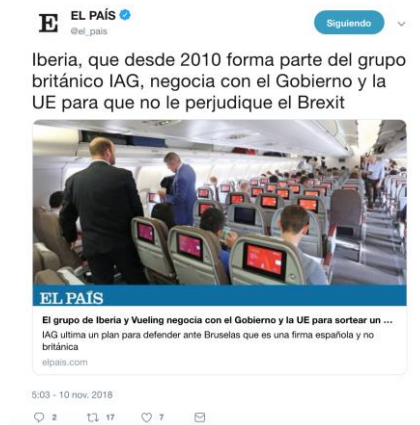 EL PAÍS
@el_pais
Siguiendo
Iberia, que desde 2010 forma parte del grupo
británico IAG, negocia con el Gobierno y la
UE para que no le perjudique el Brexit
EL PAÍS
El grupo de Iberia y Vueling negocia con el Gobierno y la UE para sortear un ...
IAG ultima un plan para defender ante Bruselas que es una firma española y no
británica
elpais.com
5:03 - 10 nov. 2018
2 17 7